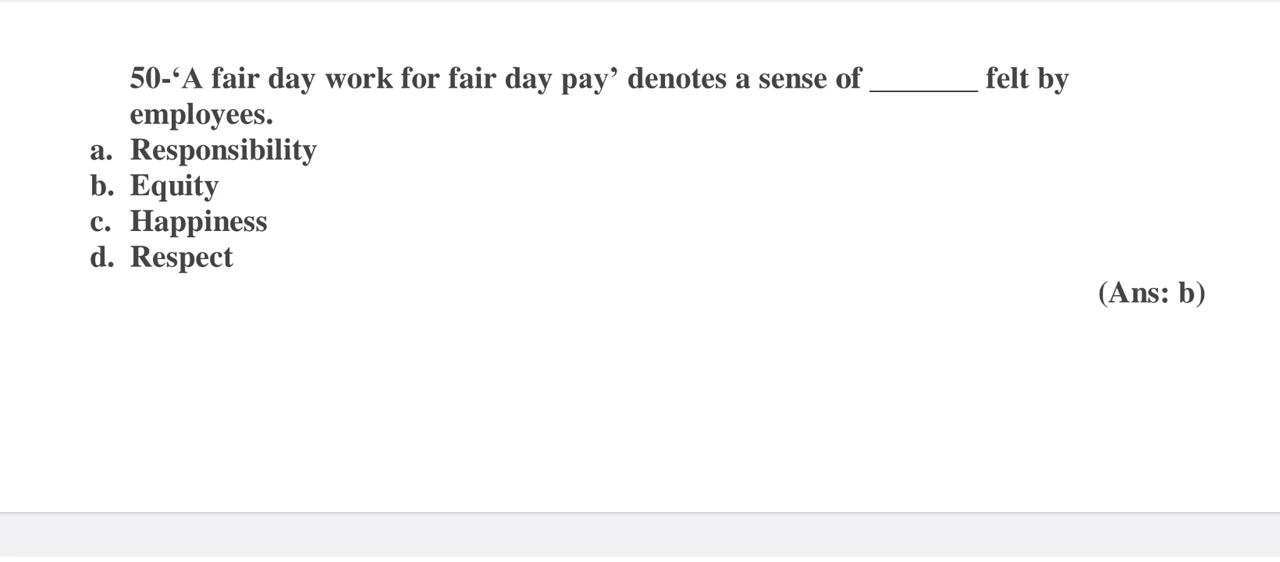 50-‘A fair day work for fair day pay’ denotes a sense of _______ felt by
employees.
a. Responsibility
b. Equity
c. Happiness
d. Respect
(Ans: b)